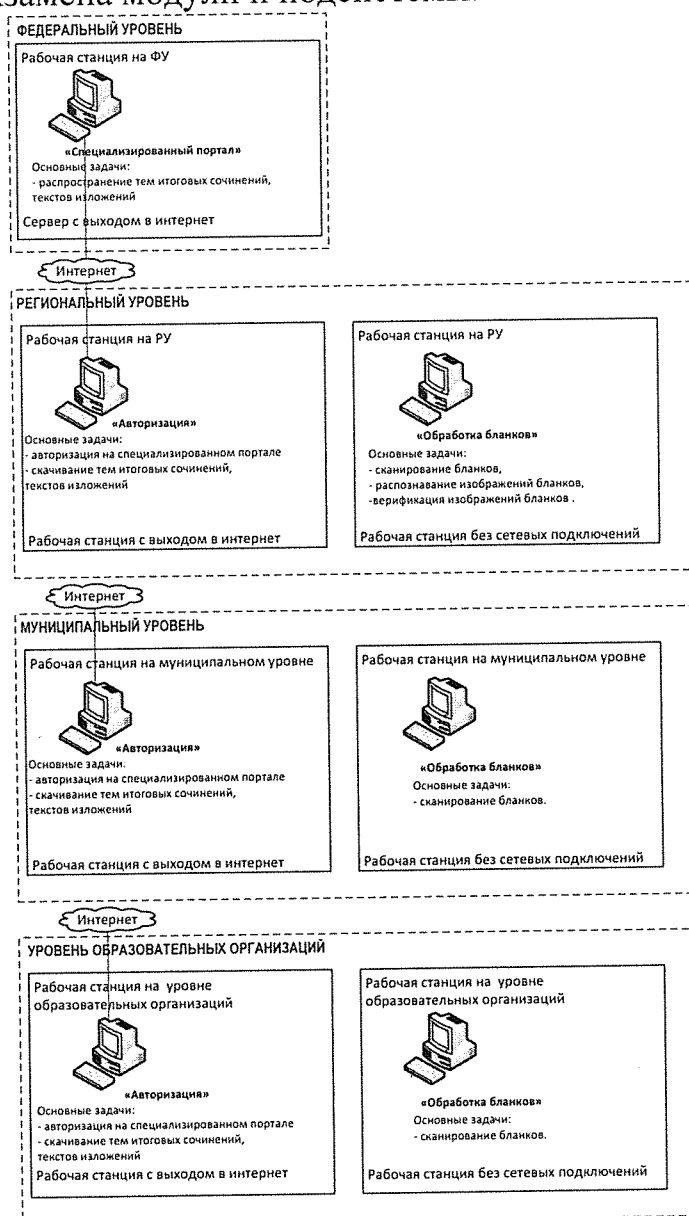 замена модули и подсистемы
ФЕДЕРАЛЬНЫЙ УРОВЕНЬ
Рабочая станция на ФУ
«Специализированный портал»
Основные задачи:
- распространение тем итоговых сочинений,
текстов изложений
Сервер с выходом в интернет
Интернет
РЕГИОНАЛЬНЫЙ УРОВЕНЬ
Рабочая станция на РУ
«Авторизация»
Основные задачи:
- авторизация на специализированном портале
- скачивание тем итоговых сочинений,
текстов изложений
Рабочая станция с выходом в интернет
Рабочая станция на РУ
«Обработка бланков»
Основные задачи:
- сканирование бланков,
- распознавание изображений бланков,
-верификация изображений бланков .
Рабочая станция без сетевых подключений
Интернет
МУНИЦИПАЛЬНЫЙ УРОВЕНЬ
Рабочая станция на муниципальном уровне
«Авторизация»
Основные задачи:
- авторизация на специализированном портале
- скачивание тем итоговых сочинений,
текстов изложений
Рабочая станция с выходом в интернет
Рабочая станция на муниципальном уровне
«Обработка бланков»
Основные задачи:
- сканирование бланков.
Рабочая станция без сетевых подключений
Интернет
УРОВЕНЬ ОБРАЗОВАТЕЛЬНЫХ ОРГАНИЗАЦИЙ
Рабочая станция на уровне
образовательных организаций
«Авторизация»
Основные задачи:
- авторизация на специализированном портале
- скачивание тем итоговых сочинений,
текстов изложений
Рабочая станция с выходом в интернет
Рабочая станция на уровне
образовательных организаций
«Обработка бланков»
Основные задачи:
- сканирование бланков.
Рабочая станция без сетевых подключений